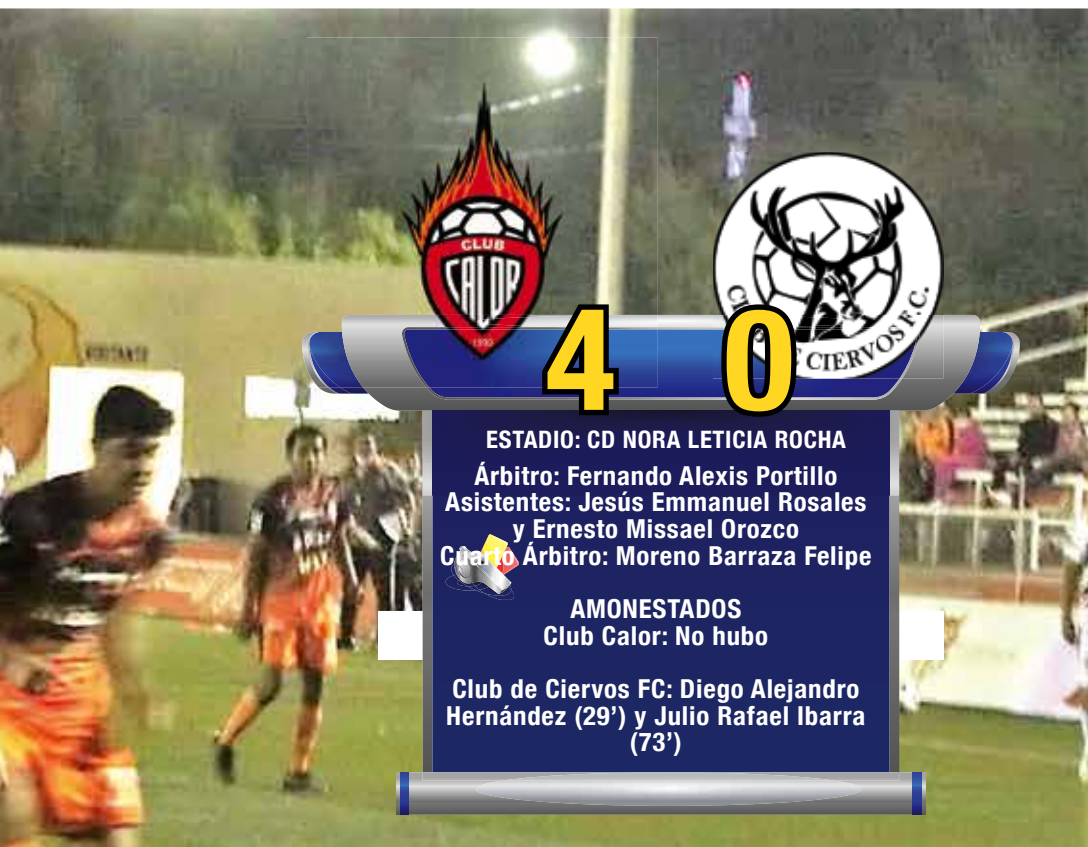 CLUB
CALOR
1990
4 0
C CIERVOS F.C.
VISITANTE
ESTADIO: CD NORA LETICIA ROCHA
Árbitro: Fernando Alexis Portillo
Asistentes: Jesús Emmanuel Rosales
y Ernesto Missael Orozco
Cuarto Árbitro: Moreno Barraza Felipe
AMONESTADOS
Club Calor: No hubo
Club de Ciervos FC: Diego Alejandro
Hernández (29’) y Julio Rafael Ibarra
(73’)